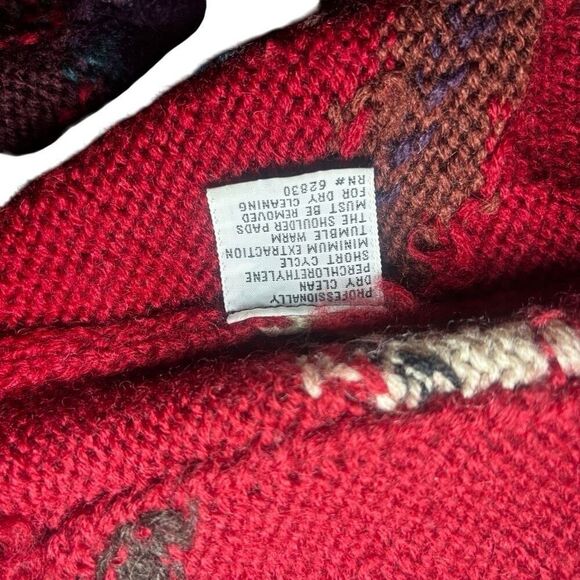 PROFESSIONALLY
DRY CLEAN
PERCHLORETHYLENE
SHORT CYCLE
MINIMUM EXTRACTION
TUMBLE WARM
THE SHOULDER PADS
MUST BE REMOVED
FOR DRY CLEANING
RN# 62830